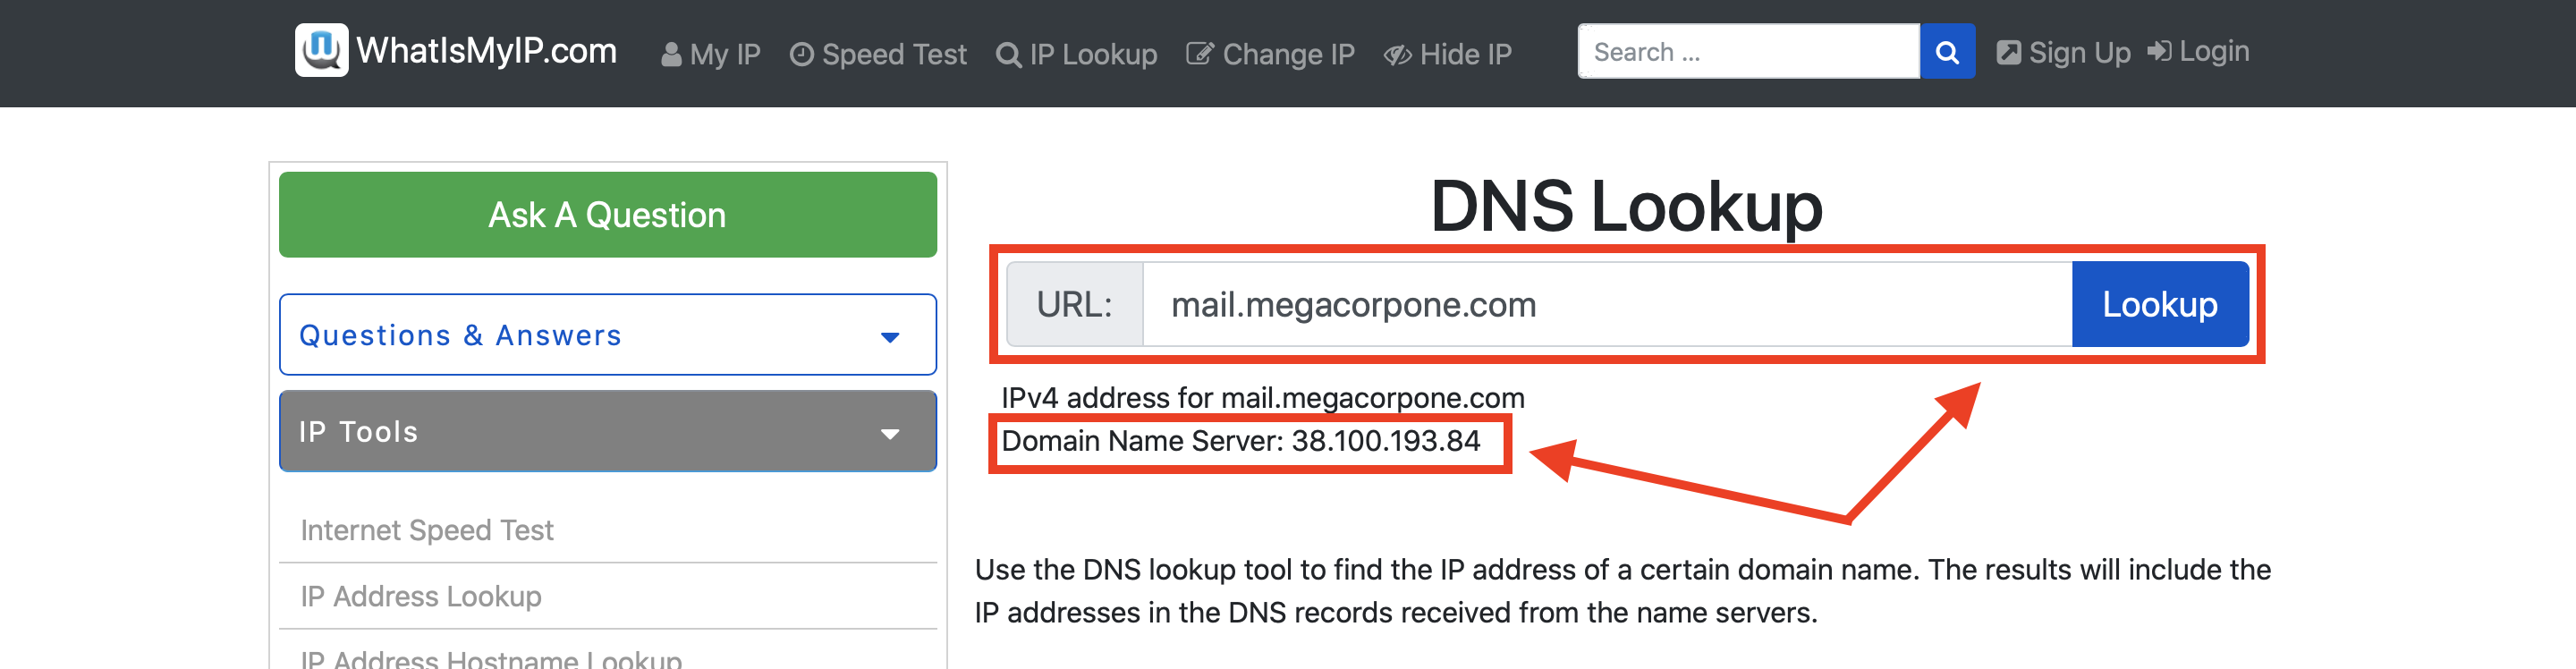 WhatIsMyIP.com My IP Speed Test IP Lookup Change IP Hide IP Search ... Sign Up Login
Ask A Question
Questions & Answers
IP Tools
Internet Speed Test
IP Address Lookup
IP Address Hostname Lookup
DNS Lookup
URL: mail.megacorpone.com Lookup
IPv4 address for mail.megacorpone.com
Domain Name Server: 38.100.193.84
Use the DNS lookup tool to find the IP address of a certain domain name. The results will include the
IP addresses in the DNS records received from the name servers.